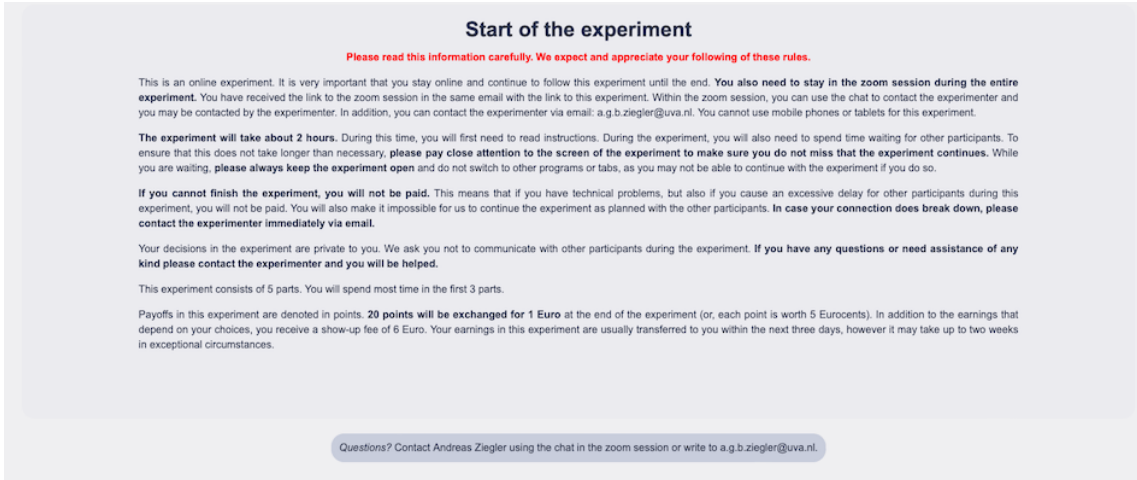 Start of the experiment
Please read this information carefully. We expect and appreciate your following of these rules.
This is an online experiment. It is very important that you stay online and continue to follow this experiment until the end. You also need to stay in the zoom session during the entire
experiment. You have received the link to the zoom session in the same email with the link to this experiment. Within the zoom session, you can use the chat to contact the experimenter and
you may be contacted by the experimenter. In addition, you can contact the experimenter via email: a.g.b.ziegler@uva.nl. You cannot use mobile phones or tablets for this experiment.
The experiment will take about 2 hours. During this time, you will first need to read instructions. During the experiment, you will also need to spend time waiting for other participants. To
ensure that this does not take longer than necessary, please pay close attention to the screen of the experiment to make sure you do not miss that the experiment continues. While
you are waiting, please always keep the experiment open and do not switch to other programs or tabs, as you may not be able to continue with the experiment if you do so.
If you cannot finish the experiment, you will not be paid. This means that if you have technical problems, but also if you cause an excessive delay for other participants during this
experiment, you will not be paid. You will also make it impossible for us to continue the experiment as planned with the other participants. In case your connection does break down, please
contact the experimenter immediately via email.
Your decisions in the experiment are private to you. We ask you not to communicate with other participants during the experiment. If you have any questions or need assistance of any
kind please contact the experimenter and you will be helped.
This experiment consists of 5 parts. You will spend most time in the first 3 parts.
Payoffs in this experiment are denoted in points. 20 points will be exchanged for 1 Euro at the end of the experiment (or, each point is worth 5 Eurocents). In addition to the earnings that
depend on your choices, you receive a show-up fee of 6 Euro. Your earnings in this experiment are usually transferred to you within the next three days, however it may take up to two weeks
in exceptional circumstances.
Questions? Contact Andreas Ziegler using the chat in the zoom session or write to a.g.b.ziegler@uva.nl.